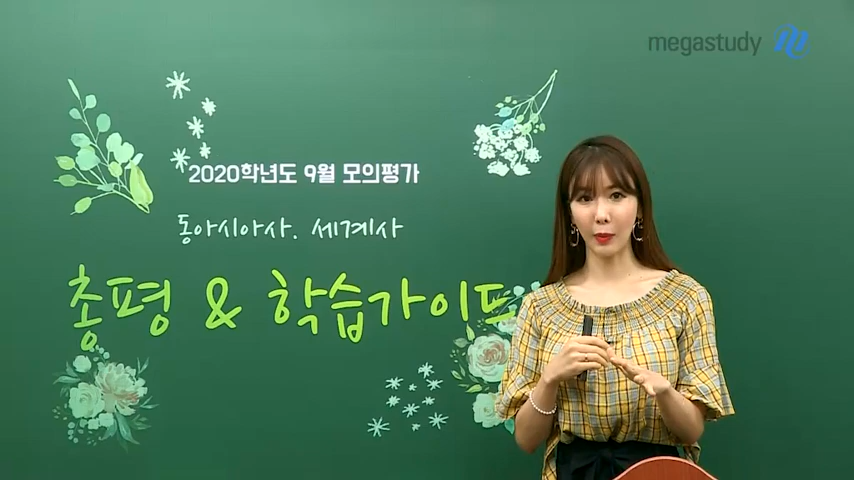 megastudy
2020학년도 9월 모의평가
동아시아사. 세계사
총평 & 학습가이드